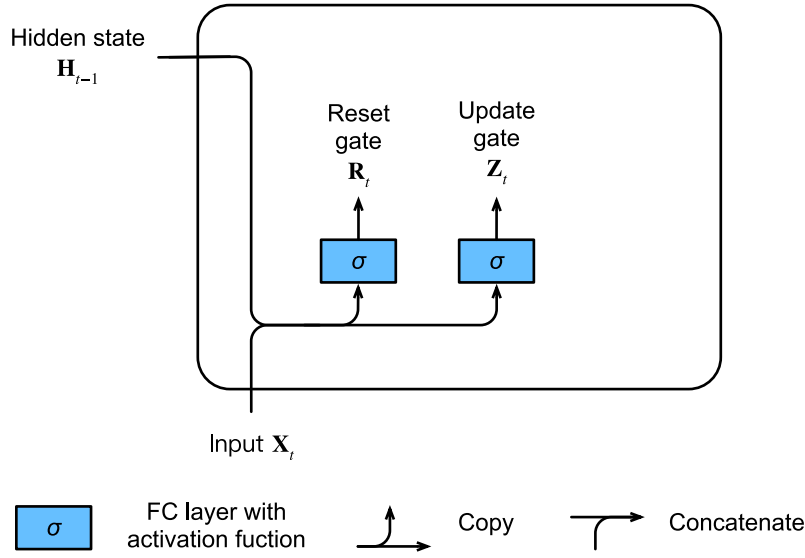 Hidden state
H_{t−1}
Reset
gate
R_t
Update
gate
Z_t
σ
σ
Input X_t
σ
FC layer with
activation fuction
Copy
Concatenate